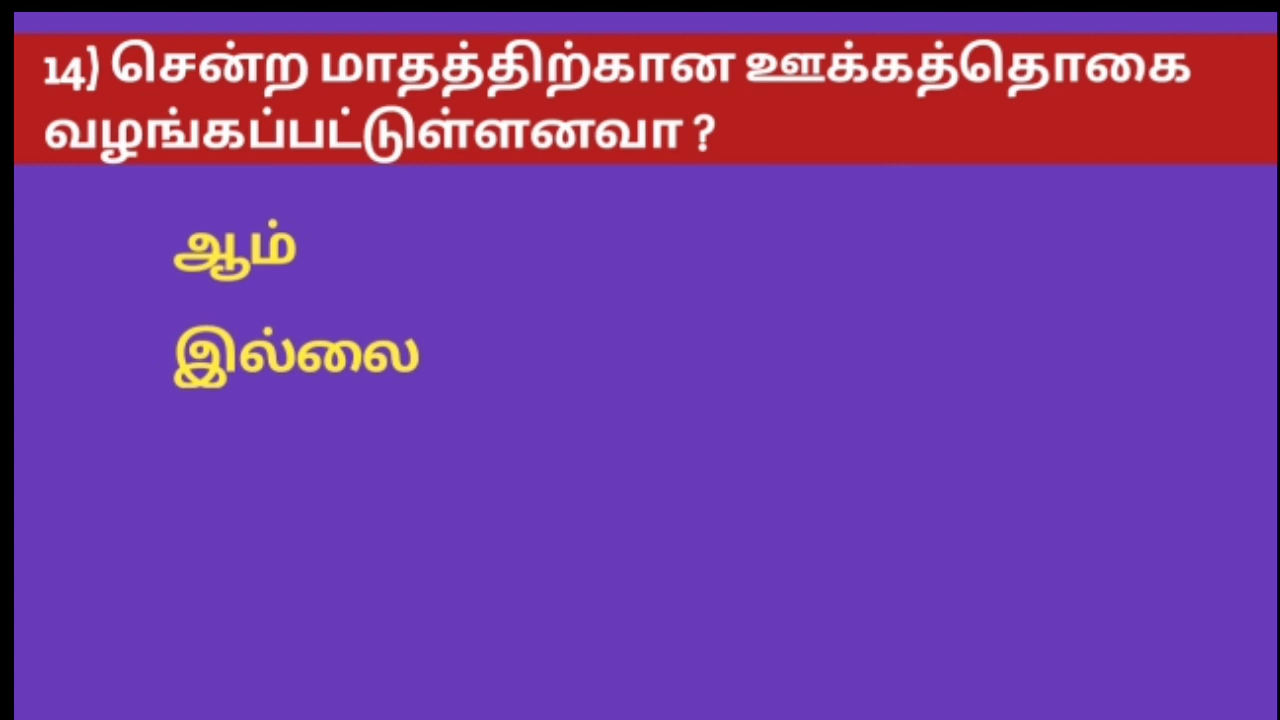 14) சென்ற மாதத்திற்கான ஊக்கத்தொகை
வழங்கப்பட்டுள்ளனவா ?
ஆம்
இல்லை